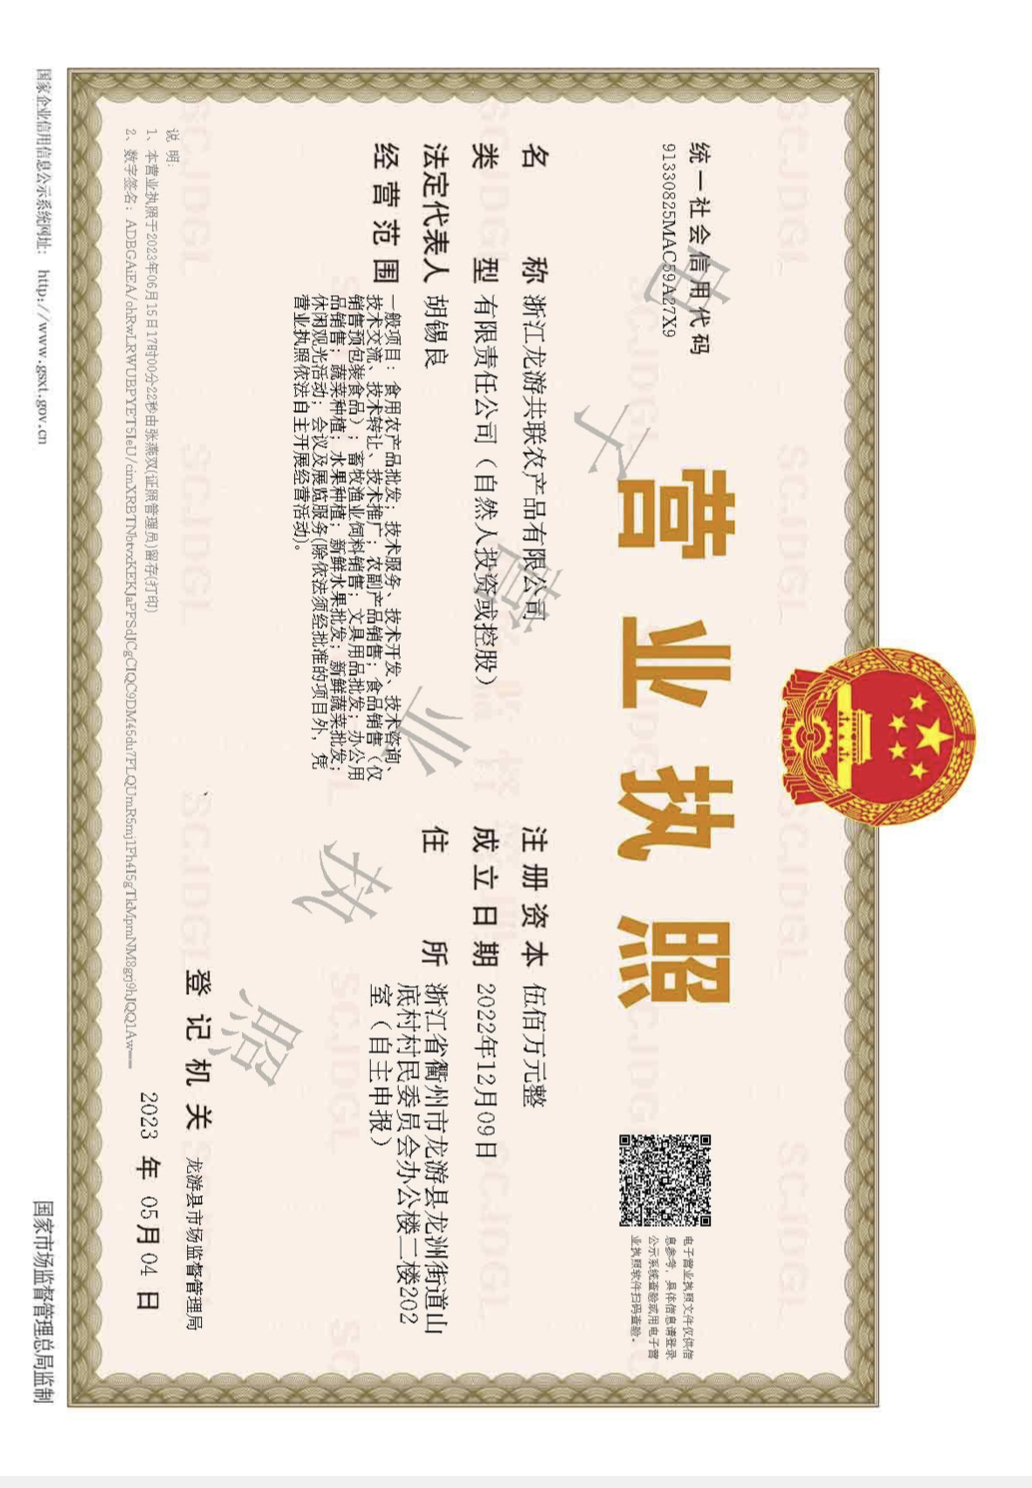 营业执照
统一社会信用代码
91330825MAC59A27X9
电子营业执照文件仅供信
息参考，具体信息请登录
公示系统查验或用电子营
业执照软件扫码查验。
名称 浙江龙游共联农产品有限公司
类型 有限责任公司（自然人投资或控股）
法定代表人 胡锡良
经营范围 一般项目：食用农产品批发；技术服务、技术开发、技术咨询、
技术交流、技术转让、技术推广；农副产品销售；食品销售（仅
销售预包装食品）；畜牧渔业饲料销售；文具用品批发；办公用
品销售；蔬菜种植；水果种植；新鲜水果批发；新鲜蔬菜批发；
休闲观光活动；会议及展览服务(除依法须经批准的项目外，凭
营业执照依法自主开展经营活动)。
注册资本 伍佰万元整
成立日期 2022年12月09日
住所 浙江省衢州市龙游县龙洲街道山
底村村民委员会办公楼二楼202
室（自主申报）
电子营业执照
登记机关 龙游县市场监督管理局
2023 年 05月 04 日
说 明:
1、本营业执照于2023年06月15日17时00分22秒由张燕双(证照管理员)留存(打印)
2、数字签名：
国家企业信用信息公示系统网址： http://www.gsxt.gov.cn
国家市场监督管理总局监制
SCJDGL